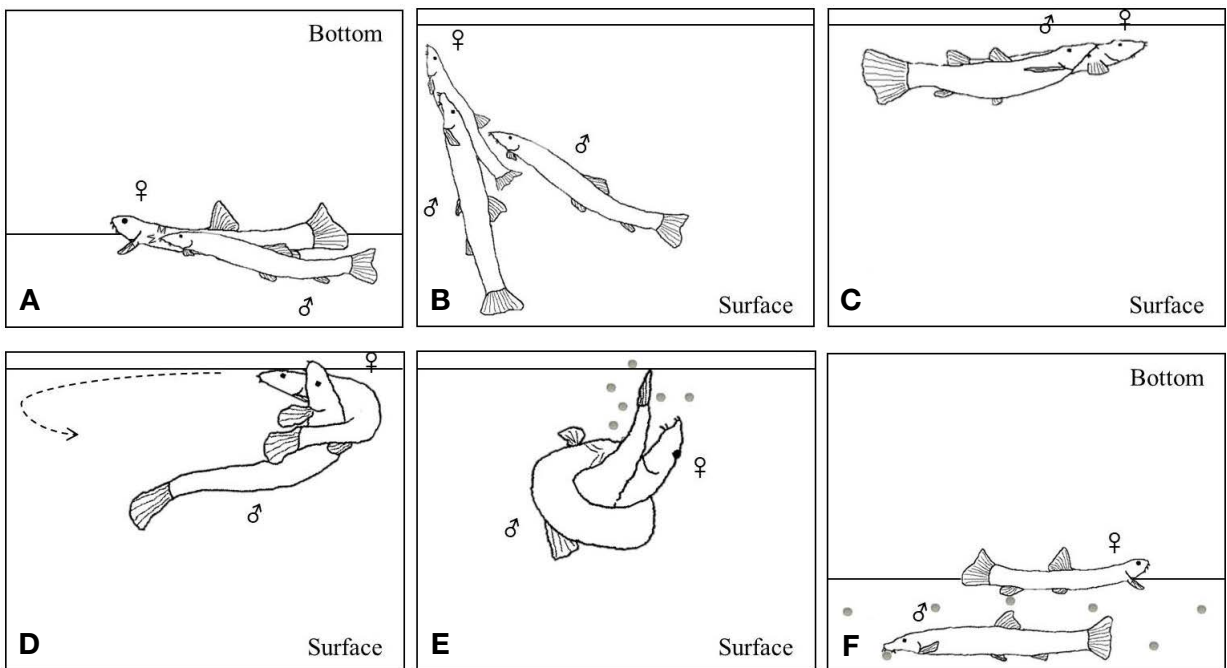 Bottom
♀
♂
A
♀
♂
♂
B
Surface
♂ ♀
C
Surface
♀
♂
D
Surface
♀
♂
E
Surface
Bottom
♀
♂
F